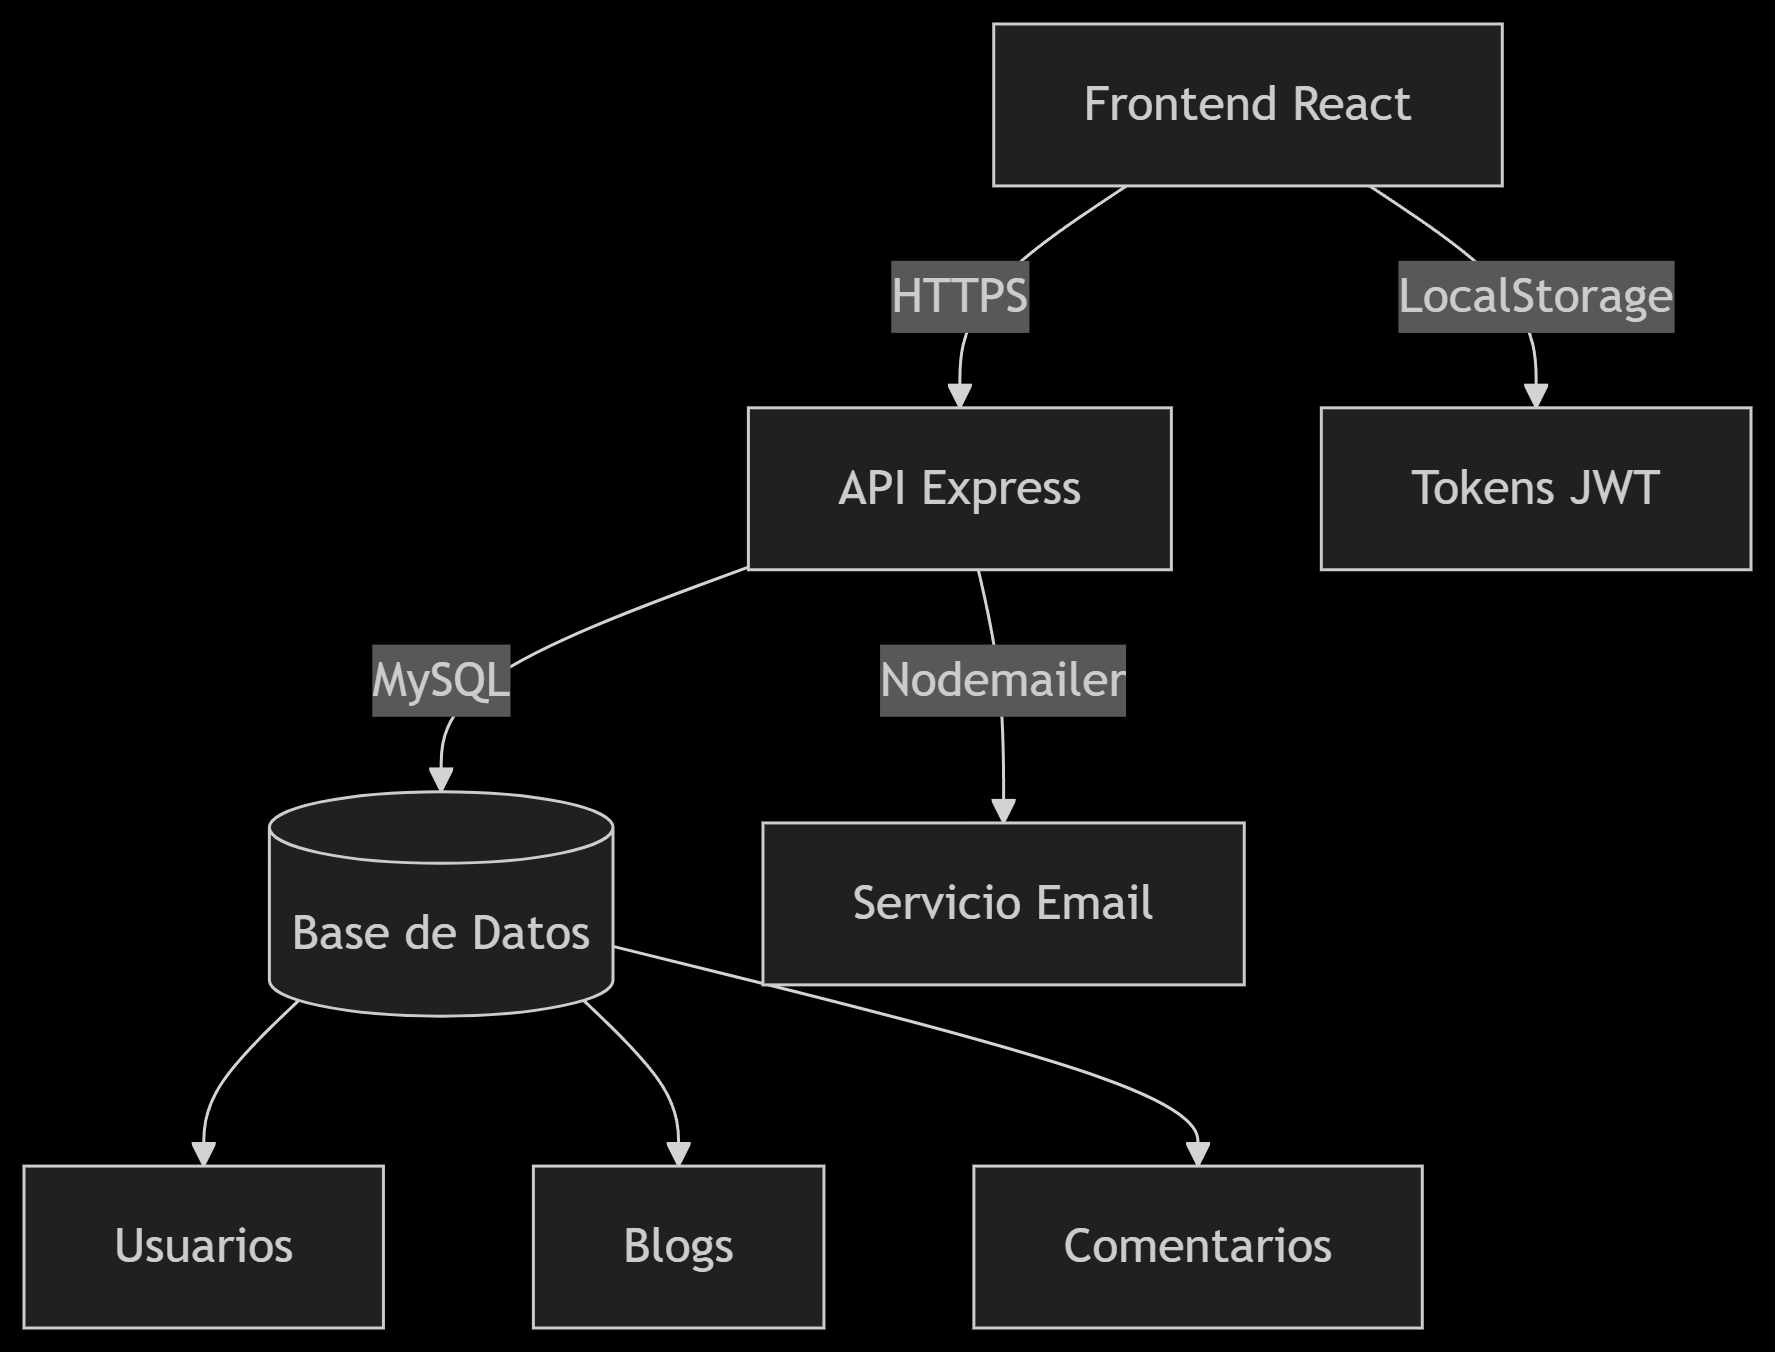 Frontend React
HTTPS
LocalStorage
API Express
Tokens JWT
MySQL
Nodemailer
Base de Datos
Servicio Email
Usuarios
Blogs
Comentarios